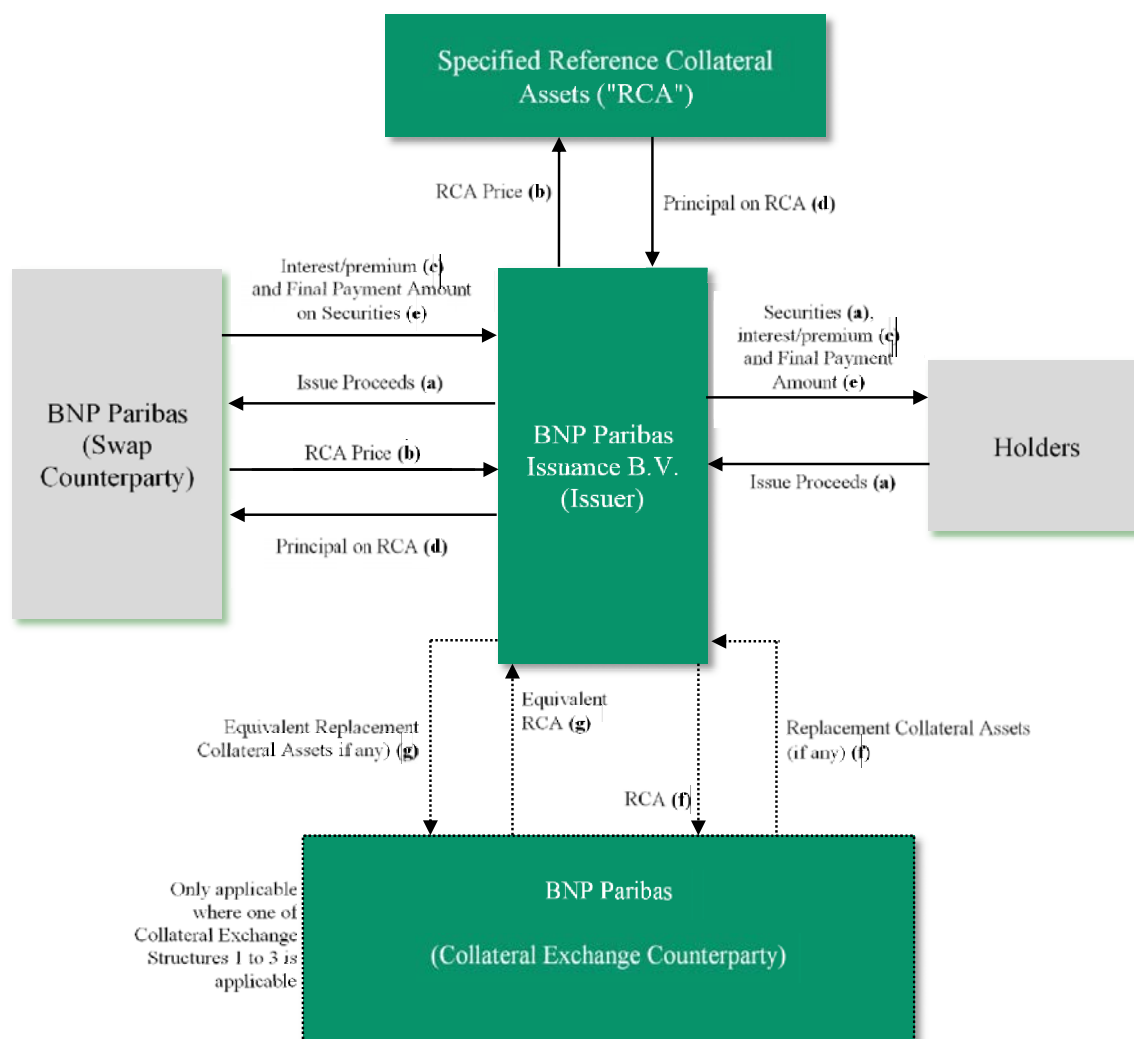 Specified Reference Collateral
Assets ("RCA")
RCA Price (b)
Principal on RCA (d)
Interest/premium (c)
and Final Payment Amount
on Securities (e)
Securities (a),
interest/premium (c)
and Final Payment
Amount (e)
Issue Proceeds (a)
BNP Paribas
(Swap
Counterparty)
RCA Price (b)
BNP Paribas
Issuance B.V.
(Issuer)
Holders
Issue Proceeds (a)
Principal on RCA (d)
Equivalent Replacement
Collateral Assets if any) (g)
Equivalent
RCA (g)
Replacement Collateral Assets
(if any) (f)
RCA (f)
Only applicable
where one of
Collateral Exchange
Structures 1 to 3 is
applicable
BNP Paribas
(Collateral Exchange Counterparty)